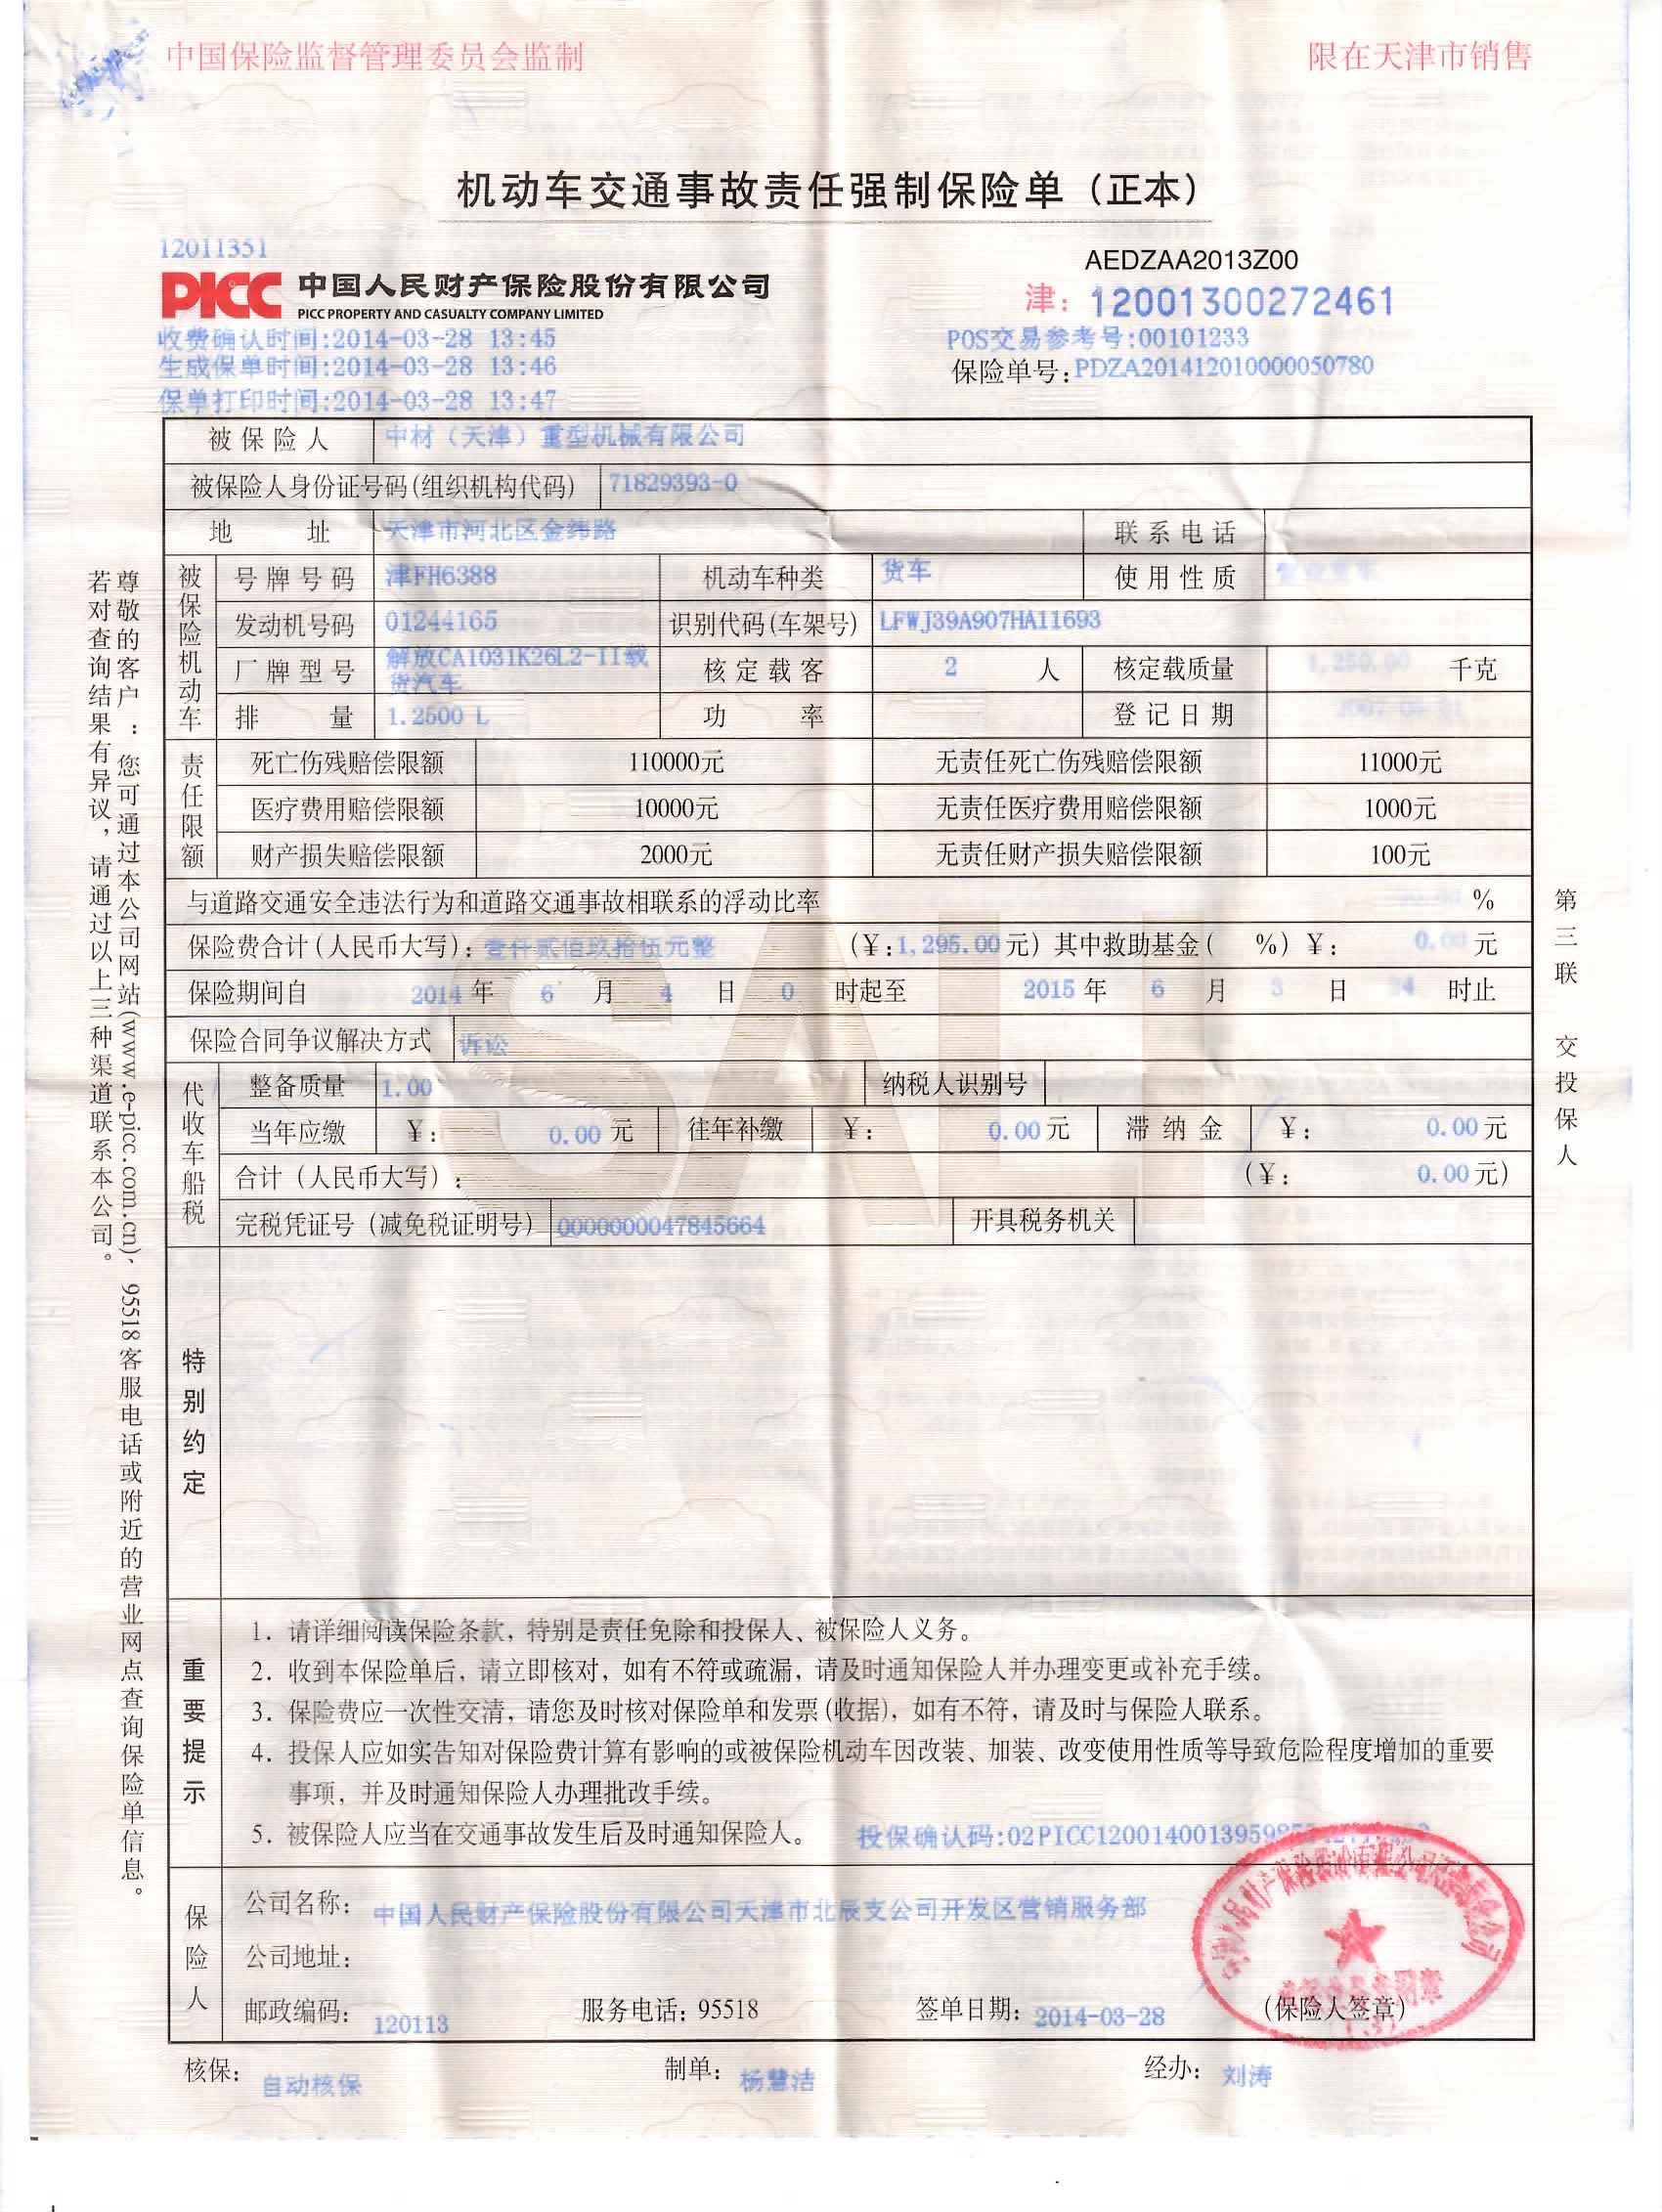 中国保险监督管理委员会监制
限在天津市销售
机动车交通事故责任强制保险单（正本）
12011351
PICC 中国人民财产保险股份有限公司
PICC PROPERTY AND CASUALTY COMPANY LIMITED
AEDZAA2013Z00
津：12001300272461
收费确认时间:2014-03-28 13:45
POS交易参考号:00101233
生成保单时间:2014-03-28 13:46
保险单号:PDZA201412010000050780
保单打印时间:2014-03-28 13:47
被保险人 中材（天津）重型机械有限公司
被保险人身份证号码(组织机构代码) 71829393-0
地址 天津市河北区金纬路 联系电话
被保险机动车
号牌号码 津FH6388 机动车种类 货车 使用性质
发动机号码 01244165 识别代码(车架号) LFWJ39A907HA11693
厂牌型号 解放CA1031K26L2-II载货汽车 核定载客 2 人 核定载质量 1,250.00 千克
排量 1.2500 L 功率 登记日期
责任限额
死亡伤残赔偿限额 110000元 无责任死亡伤残赔偿限额 11000元
医疗费用赔偿限额 10000元 无责任医疗费用赔偿限额 1000元
财产损失赔偿限额 2000元 无责任财产损失赔偿限额 100元
与道路交通安全违法行为和道路交通事故相联系的浮动比率 %
保险费合计(人民币大写)：壹仟贰佰玖拾伍元整 (¥:1,295.00元) 其中救助基金( %) ¥: 0.00 元
保险期间自 2014 年 6 月 4 日 0 时起至 2015 年 6 月 3 日 24 时止
保险合同争议解决方式 诉讼
代收车船税
整备质量 1.00 纳税人识别号
当年应缴 ¥: 0.00 元 往年补缴 ¥: 0.00 元 滞纳金 ¥: 0.00 元
合计（人民币大写）: (¥: 0.00 元)
完税凭证号（减免税证明号） 0000000047845664 开具税务机关
特别约定
重要提示
1. 请详细阅读保险条款，特别是责任免除和投保人、被保险人义务。
2. 收到本保险单后，请立即核对，如有不符或疏漏，请及时通知保险人并办理变更或补充手续。
3. 保险费应一次性交清，请您及时核对保险单和发票(收据)，如有不符，请及时与保险人联系。
4. 投保人应如实告知对保险费计算有影响的或被保险机动车因改装、加装、改变使用性质等导致危险程度增加的重要
事项，并及时通知保险人办理批改手续。
5. 被保险人应当在交通事故发生后及时通知保险人。 投保确认码:
保险人
公司名称: 中国人民财产保险股份有限公司天津市北辰支公司开发区营销服务部
公司地址:
邮政编码: 120113 服务电话: 95518 签单日期: 2014-03-28 (保险人签章)
核保: 自动核保 制单: 杨慧洁 经办: 刘涛
尊敬的客户：您可通过本公司网站(www.e-picc.com.cn)、95518客服电话或附近的营业网点查询保险单信息。
若对查询结果有异议，请通过以上三种渠道联系本公司。
第三联 交投保人
SALI